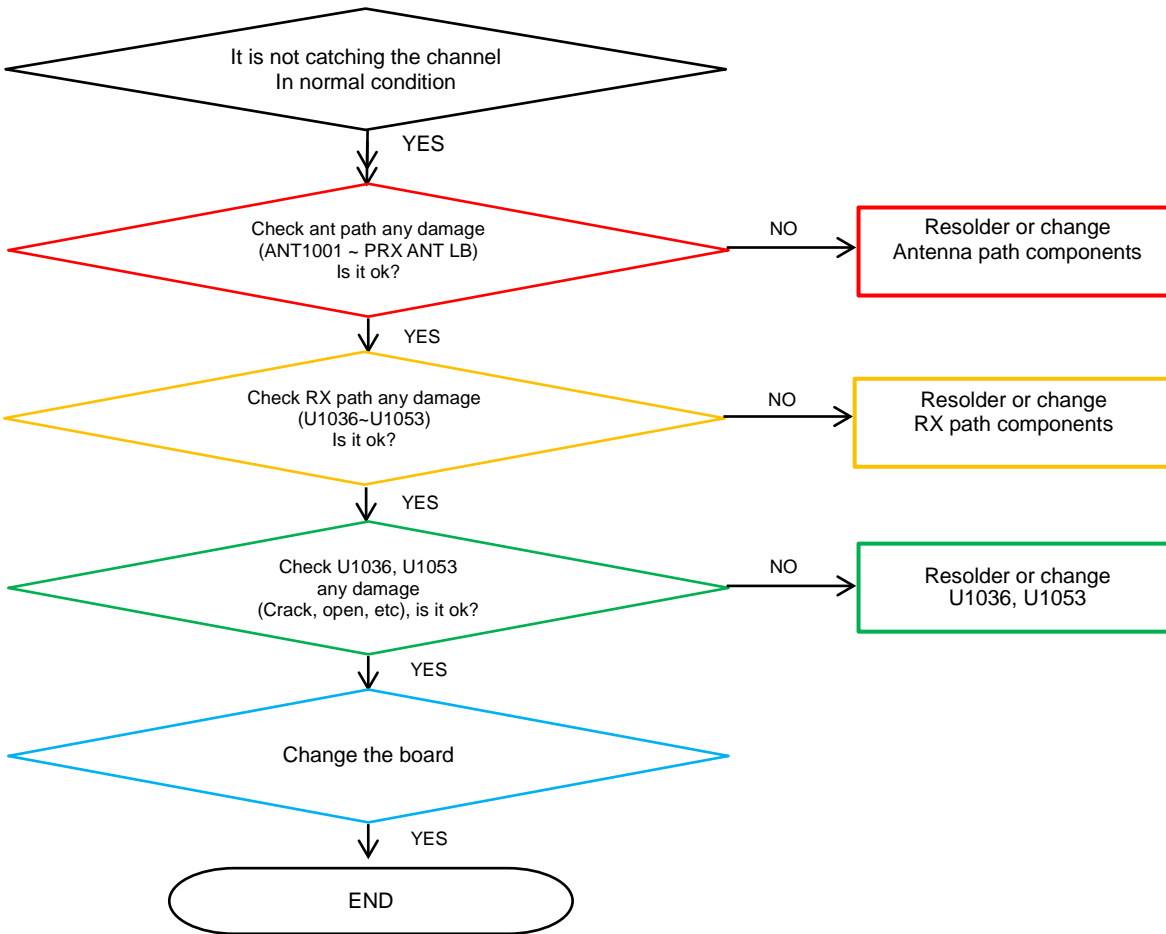 It is not catching the channel
In normal condition
YES
Check ant path any damage
(ANT1001 ~ PRX ANT LB)
Is it ok?
NO
Resolder or change
Antenna path components
YES
Check RX path any damage
(U1036~U1053)
Is it ok?
NO
Resolder or change
RX path components
YES
Check U1036, U1053
any damage
(Crack, open, etc), is it ok?
NO
Resolder or change
U1036, U1053
YES
Change the board
YES
END